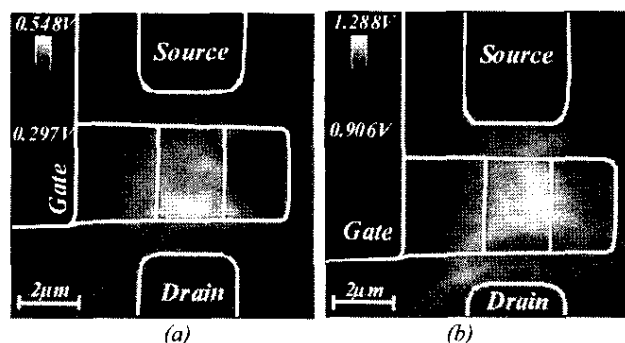 0.548V
Source
0.297V
Gate
2μm
Drain
(a)
1.288V
Source
0.906V
Gate
2μm
Drain
(b)